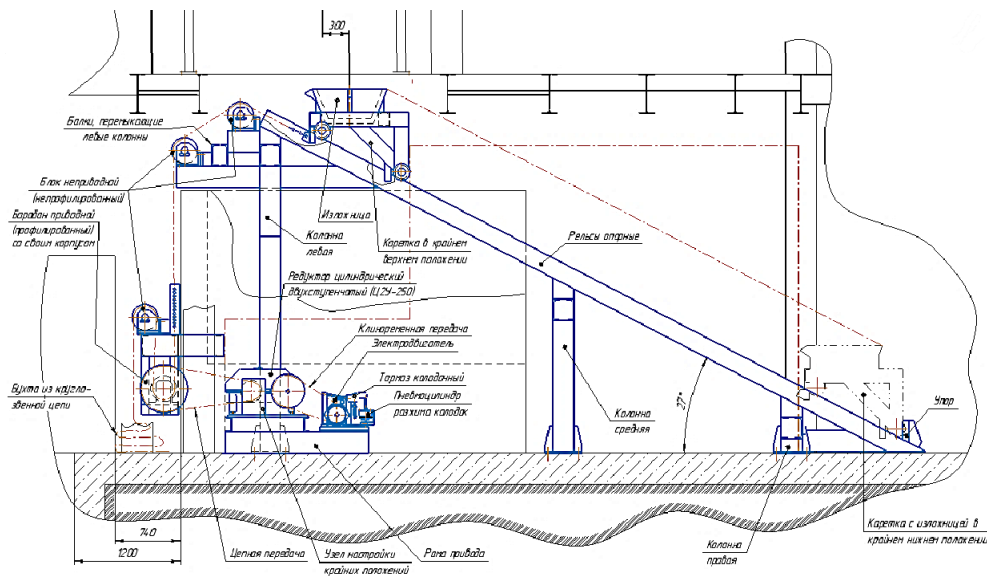 300
Балки, перемыкающие
левые колонны
Блок неприводной
(непрофилированный)
Барабан приводной
(профилированный)
со своим корпусом
Изложница
Колонна
левая
Каретка в крайнем
верхнем положении
Рельсы опорные
Редуктор цилиндрический
двухступенчатый (Ц2У-250)
Клиноременная передача
Электродвигатель
Тормоз колодочный
Пневмоцилиндр
разжима колодок
Бухта из кругло-
звенной цепи
Колонна
средняя
27°
Упор
740
1200
Цепная передача
Узел настройки
крайних положений
Рама привода
Колонна
правая
Каретка с изложницей в
крайнем нижнем положении